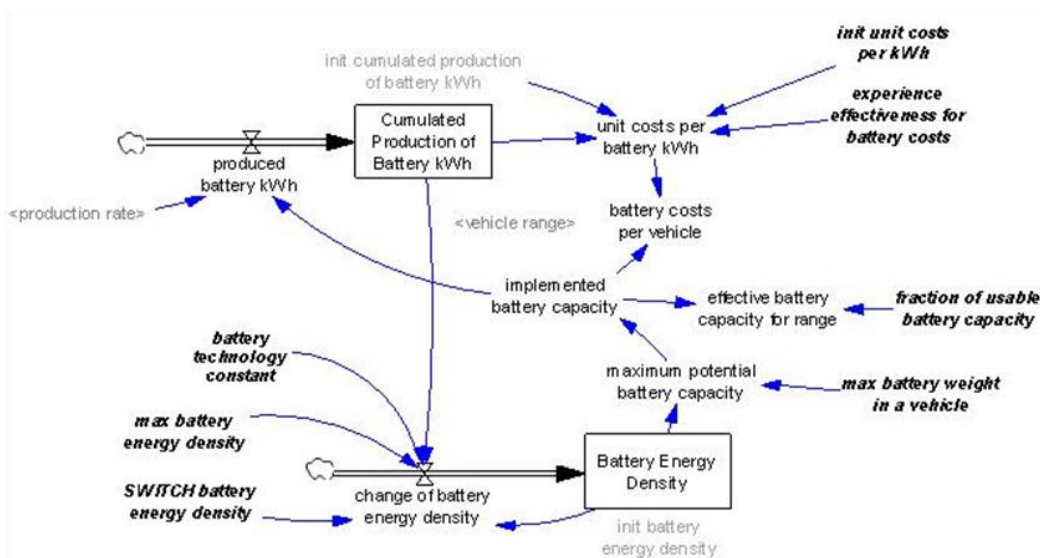 init cumulated production
of battery kWh
init unit costs
per kWh
experience
effectiveness for
battery costs
Cumulated
Production of
Battery kWh
unit costs per
battery kWh
produced
battery kWh
<production rate>
<vehicle range>
battery costs
per vehicle
implemented
battery capacity
effective battery
capacity for range
fraction of usable
battery capacity
battery
technology
constant
maximum potential
battery capacity
max battery weight
in a vehicle
max battery
energy density
Battery Energy
Density
SWITCH battery
energy density
change of battery
energy density
init battery
energy density